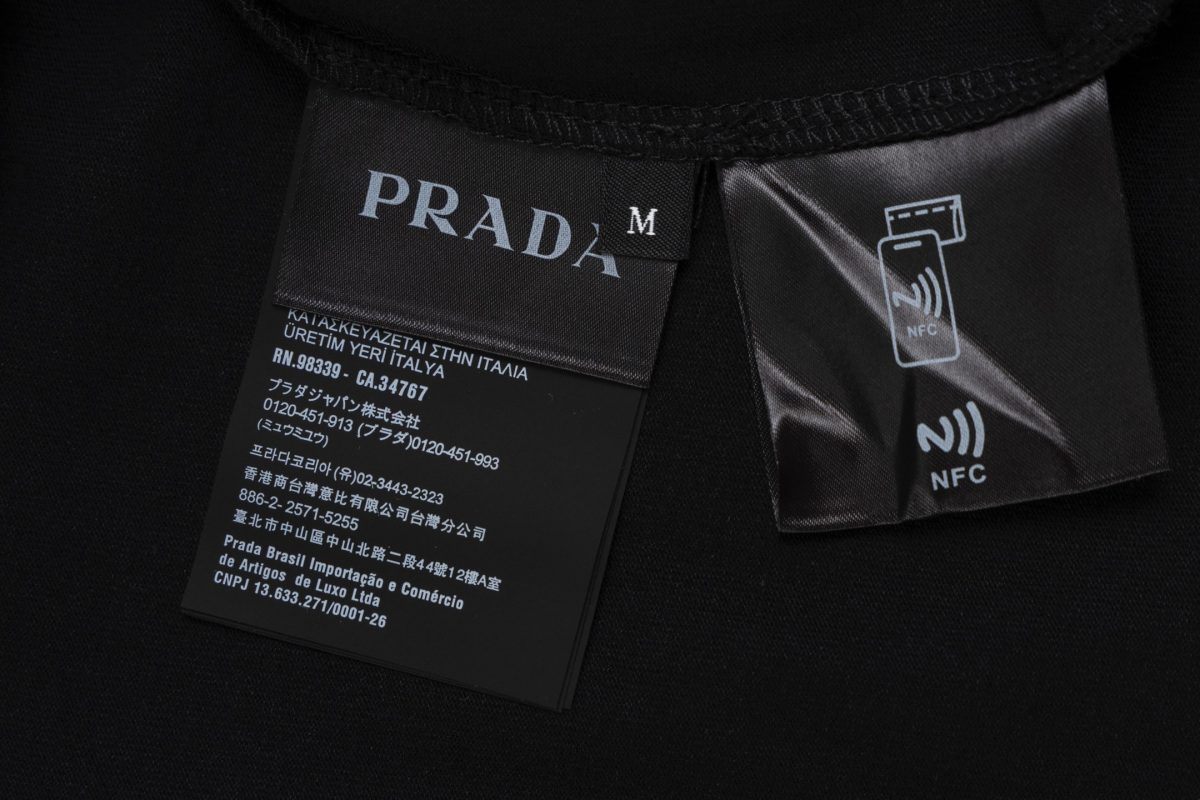 PRADA
M
ΚΑΤΑΣΚΕΥΑΖΕΤΑΙ ΣΤΗΝ ΙΤΑΛΙΑ
ÜRETİM YERİ İTALYA
RN.98339 - CA.34767
プラダジャパン株式会社
0120-451-913 (プラダ)0120-451-993
(ミュウミュウ)
프라다코리아 (유)02-3443-2323
香港商台灣意比有限公司台灣分公司
886-2- 2571-5255
臺北市中山區中山北路二段44號12樓A室
Prada Brasil Importação e Comércio
de Artigos de Luxo Ltda
CNPJ 13.633.271/0001-26
NFC
NFC